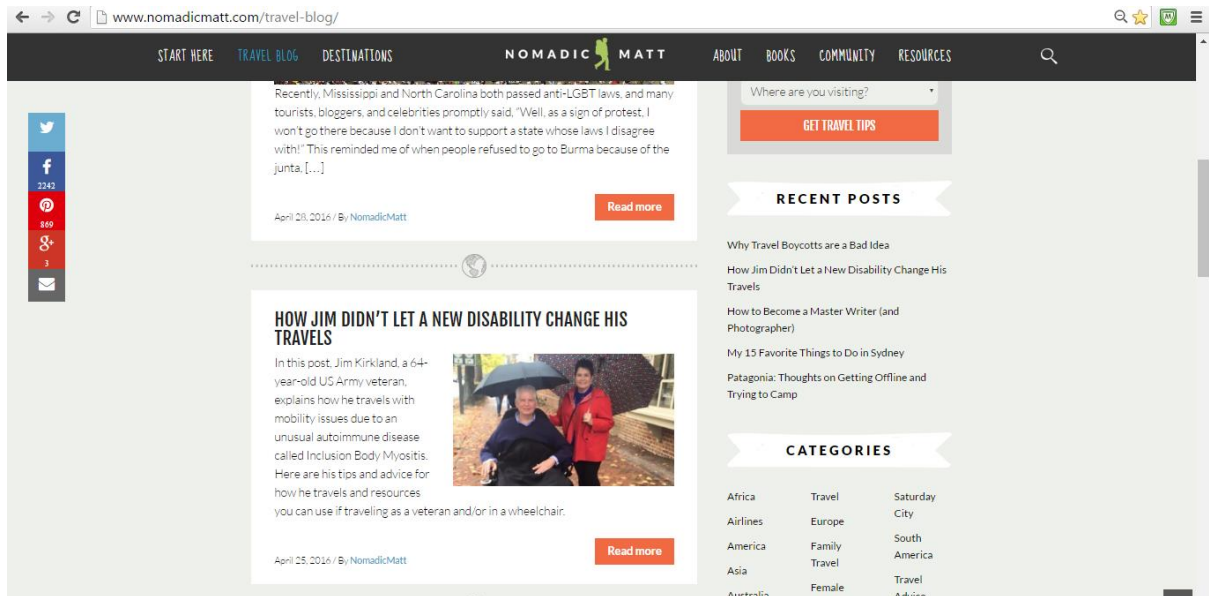 www.nomadicmatt.com/travel-blog/
START HERE TRAVEL BLOG DESTINATIONS NOMADIC MATT ABOUT BOOKS COMMUNITY RESOURCES
Recently, Mississippi and North Carolina both passed anti-LGBT laws, and many
tourists, bloggers, and celebrities promptly said, “Well, as a sign of protest, I
won’t go there because I don’t want to support a state whose laws I disagree
with!” This reminded me of when people refused to go to Burma because of the
junta, […]
April 28, 2016 / By NomadicMatt
Read more
HOW JIM DIDN’T LET A NEW DISABILITY CHANGE HIS
TRAVELS
In this post, Jim Kirkland, a 64-
year-old US Army veteran,
explains how he travels with
mobility issues due to an
unusual autoimmune disease
called Inclusion Body Myositis.
Here are his tips and advice for
how he travels and resources
you can use if traveling as a veteran and/or in a wheelchair.
April 25, 2016 / By NomadicMatt
Read more
f
2242
869
8+
3
Where are you visiting?
GET TRAVEL TIPS
RECENT POSTS
Why Travel Boycotts are a Bad Idea
How Jim Didn’t Let a New Disability Change His
Travels
How to Become a Master Writer (and
Photographer)
My 15 Favorite Things to Do in Sydney
Patagonia: Thoughts on Getting Offline and
Trying to Camp
CATEGORIES
Africa
Airlines
America
Asia
Australia
Travel
Europe
Family
Travel
Female
Saturday
City
South
America
Travel
Advice